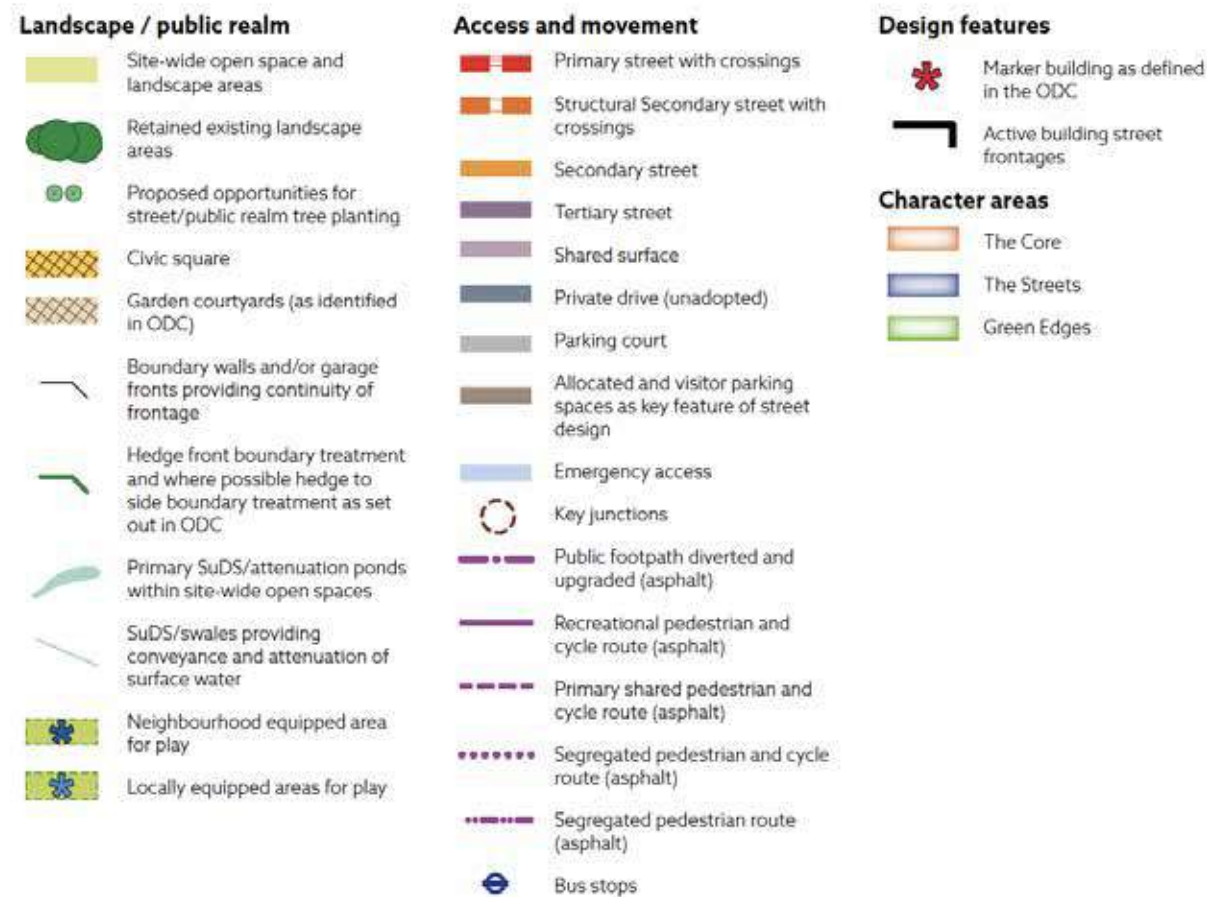 Landscape / public realm
Site-wide open space and
landscape areas
Retained existing landscape
areas
Proposed opportunities for
street/public realm tree planting
Civic square
Garden courtyards (as identified
in ODC)
Boundary walls and/or garage
fronts providing continuity of
frontage
Hedge front boundary treatment
and where possible hedge to
side boundary treatment as set
out in ODC
Primary SuDS/attenuation ponds
within site-wide open spaces
SuDS/swales providing
conveyance and attenuation of
surface water
Neighbourhood equipped area
for play
Locally equipped areas for play
Access and movement
Primary street with crossings
Structural Secondary street with
crossings
Secondary street
Tertiary street
Shared surface
Private drive (unadopted)
Parking court
Allocated and visitor parking
spaces as key feature of street
design
Emergency access
Key junctions
Public footpath diverted and
upgraded (asphalt)
Recreational pedestrian and
cycle route (asphalt)
Primary shared pedestrian and
cycle route (asphalt)
Segregated pedestrian and cycle
route (asphalt)
Segregated pedestrian route
(asphalt)
Bus stops
Design features
Marker building as defined
in the ODC
Active building street
frontages
Character areas
The Core
The Streets
Green Edges